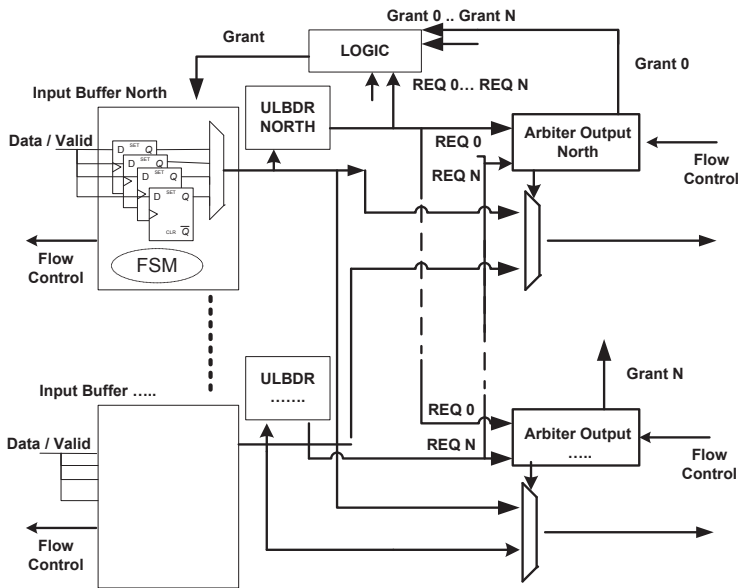 Grant 0 .. Grant N
Grant
LOGIC
Grant 0
Input Buffer North
ULBDR
NORTH
REQ 0... REQ N
Data / Valid
D SET Q
D SET Q
D SET Q
D SET Q
CLR Q
REQ 0
REQ N
Arbiter Output
North
Flow
Control
Flow
Control
FSM
Input Buffer …..
ULBDR
…….
Grant N
REQ 0
REQ N
Arbiter Output
…..
Data / Valid
Flow
Control
Flow
Control